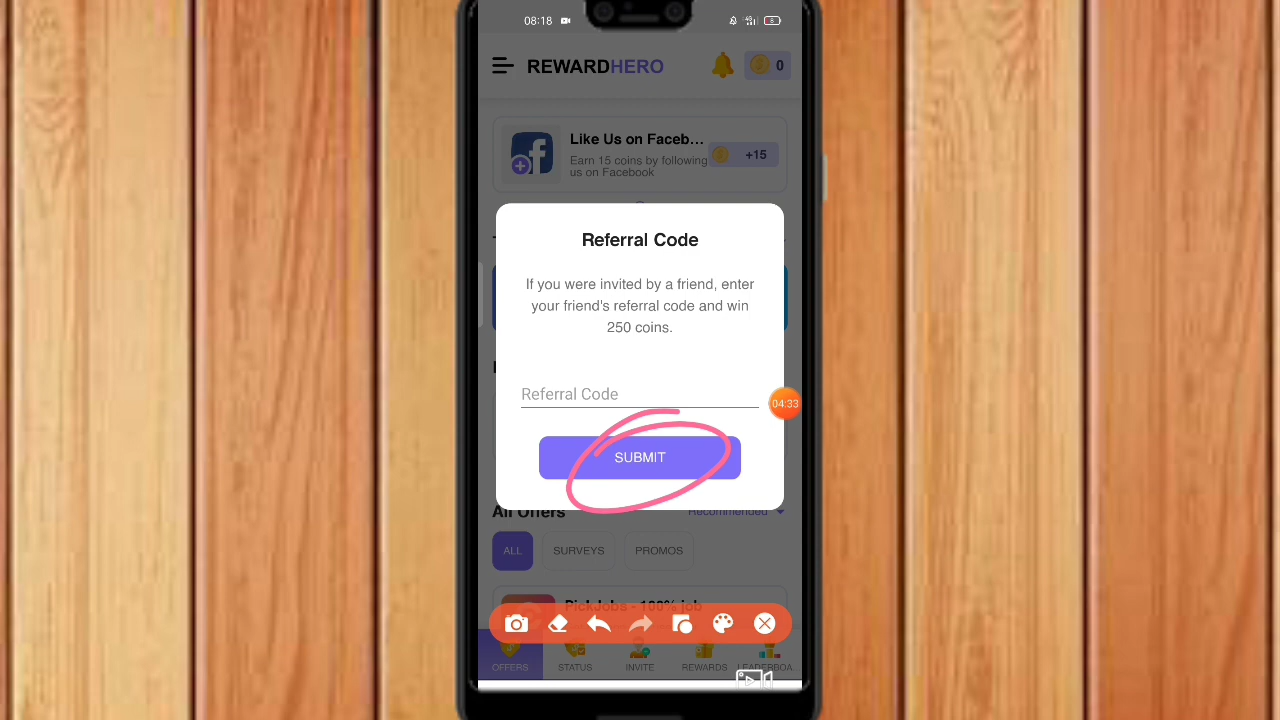 08:18
REWARDHERO
0
Like Us on Faceb...
Earn 15 coins by following
us on Facebook
+15
Referral Code
If you were invited by a friend, enter
your friend's referral code and win
250 coins.
Referral Code
04:33
SUBMIT
All Offers
Recommended
ALL
SURVEYS
PROMOS
PickJobs - 100% job
OFFERS
STATUS
INVITE
REWARDS
LEADERBOA...